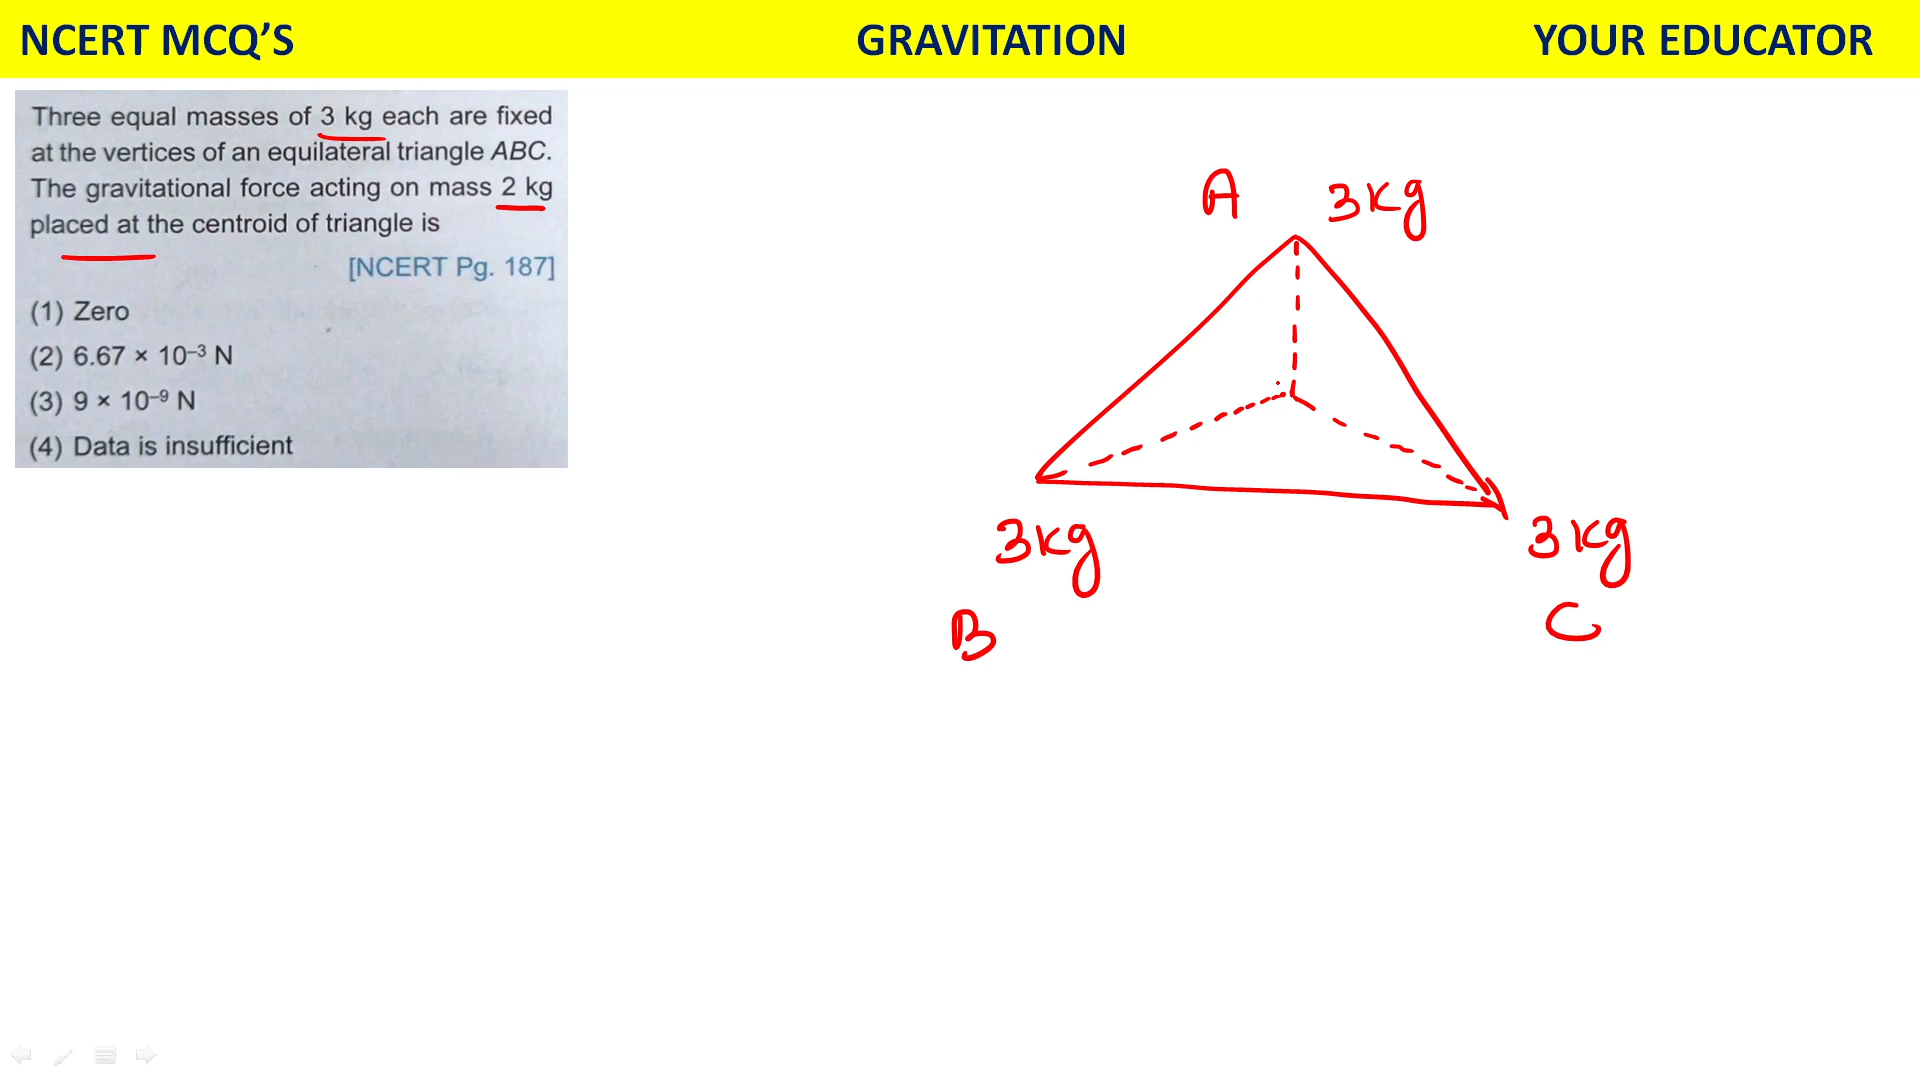 NCERT MCQ’S GRAVITATION YOUR EDUCATOR
Three equal masses of 3 kg each are fixed
at the vertices of an equilateral triangle ABC.
The gravitational force acting on mass 2 kg
placed at the centroid of triangle is
[NCERT Pg. 187]
(1) Zero
(2) 6.67 × 10⁻³ N
(3) 9 × 10⁻⁹ N
(4) Data is insufficient
A 3kg
3kg 3kg
B C